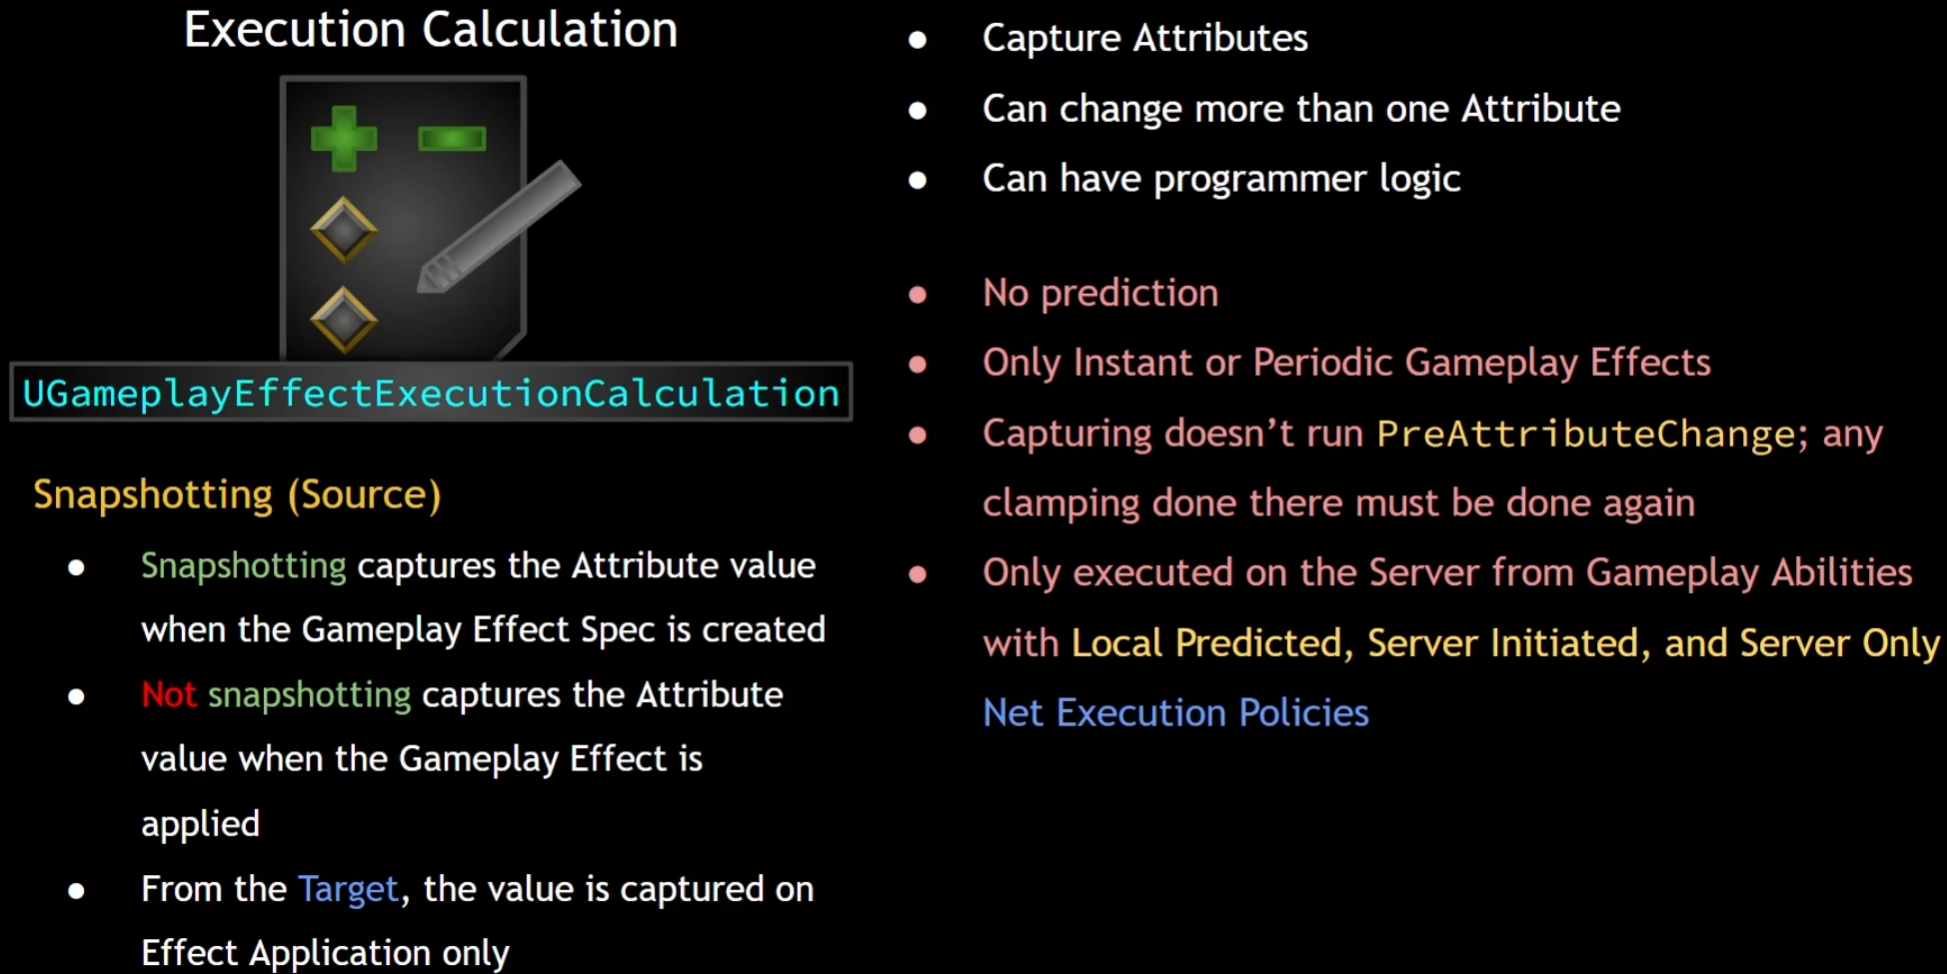 Execution Calculation
UGameplayEffectExecutionCalculation
Snapshotting (Source)
● Snapshotting captures the Attribute value
when the Gameplay Effect Spec is created
● Not snapshotting captures the Attribute
value when the Gameplay Effect is
applied
● From the Target, the value is captured on
Effect Application only
● Capture Attributes
● Can change more than one Attribute
● Can have programmer logic
● No prediction
● Only Instant or Periodic Gameplay Effects
● Capturing doesn’t run PreAttributeChange; any
clamping done there must be done again
● Only executed on the Server from Gameplay Abilities
with Local Predicted, Server Initiated, and Server Only
Net Execution Policies